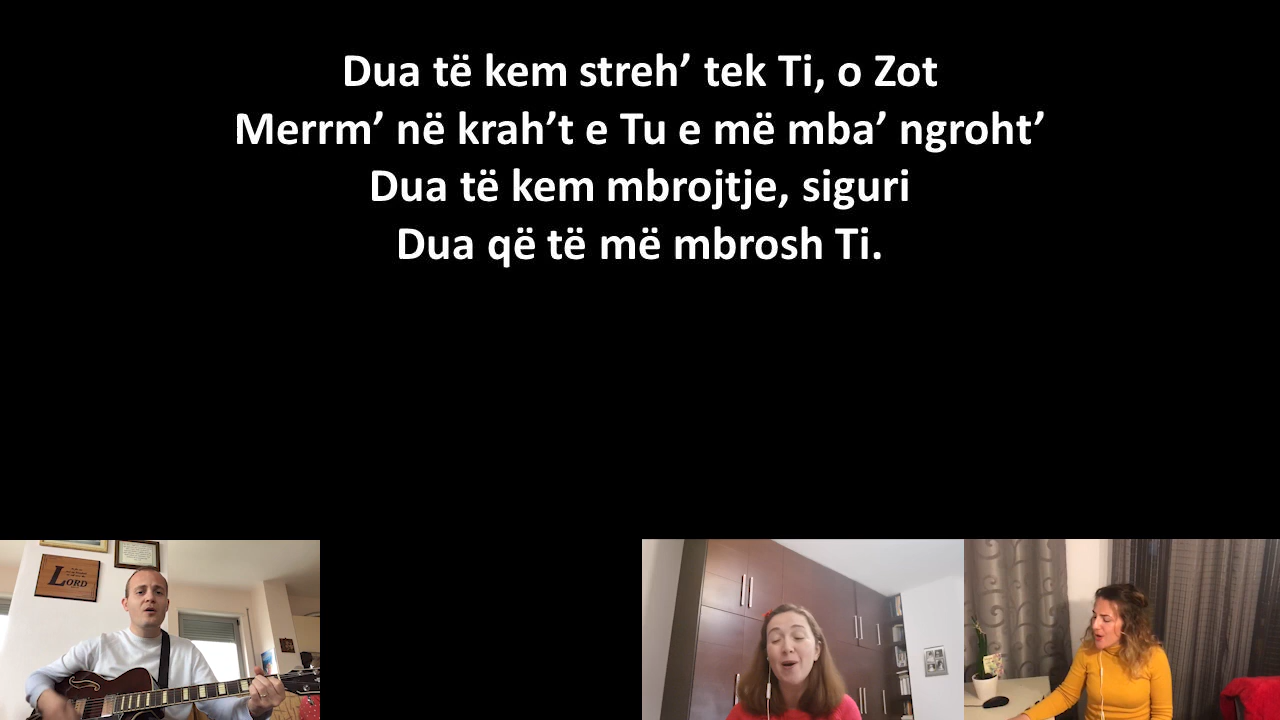 Dua të kem streh’ tek Ti, o Zot
Merrm’ në krah’t e Tu e më mba’ ngroht’
Dua të kem mbrojtje, siguri
Dua që të më mbrosh Ti.
LORD